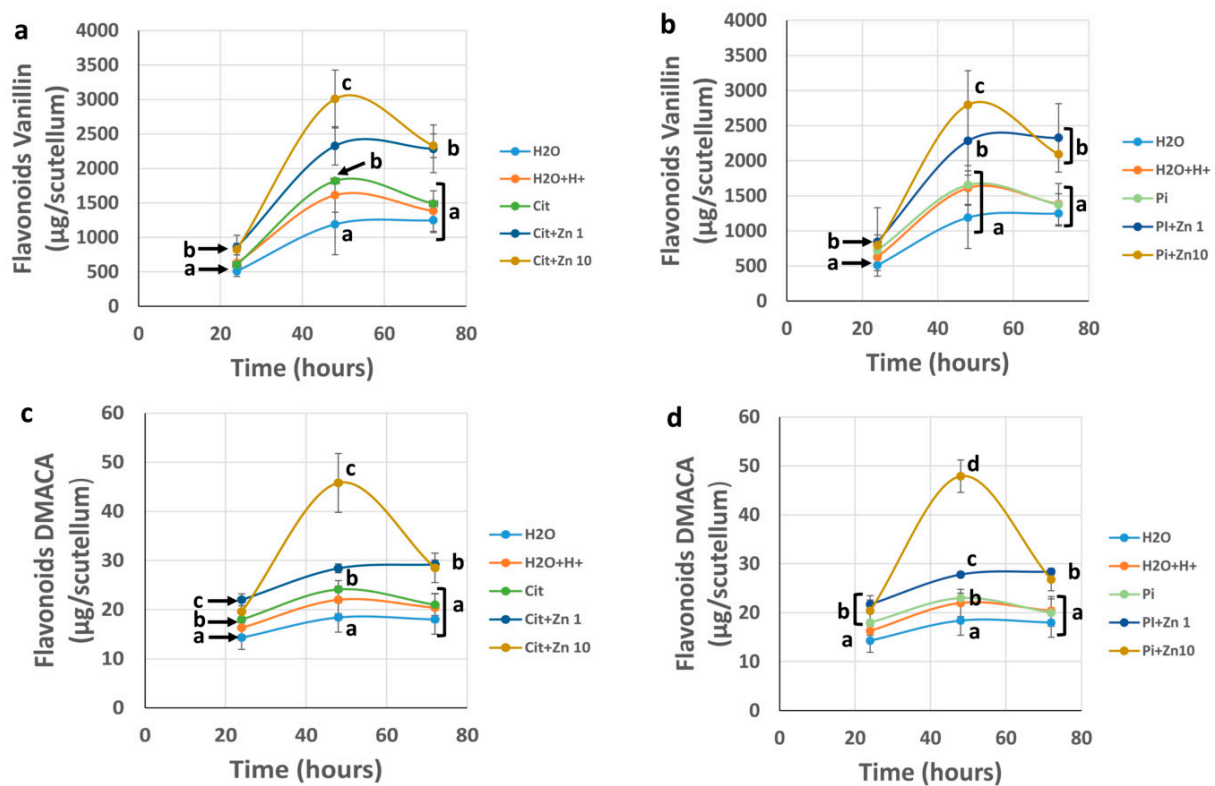 a
Flavonoids Vanillin
(µg/scutellum)
4000
3500
3000
2500
2000
1500
1000
500
0
0 20 40 60 80
Time (hours)
c
b
b
a
b
a
a
H2O
H2O+H+
Cit
Cit+Zn 1
Cit+Zn 10
b
Flavonoids Vanillin
(µg/scutellum)
4000
3500
3000
2500
2000
1500
1000
500
0
0 20 40 60 80
Time (hours)
c
b
b
b
a
a
a
H2O
H2O+H+
Pi
PI+Zn 1
Pi+Zn10
c
Flavonoids DMACA
(µg/scutellum)
60
50
40
30
20
10
0
0 20 40 60 80
Time (hours)
c
b
b
c
b
a
a
a
H2O
H2O+H+
Cit
Cit+Zn 1
Cit+Zn 10
d
Flavonoids DMACA
(µg/scutellum)
60
50
40
30
20
10
0
0 20 40 60 80
Time (hours)
d
c
b
b
b
a
a
a
H2O
H2O+H+
Pi
PI+Zn 1
Pi+Zn10